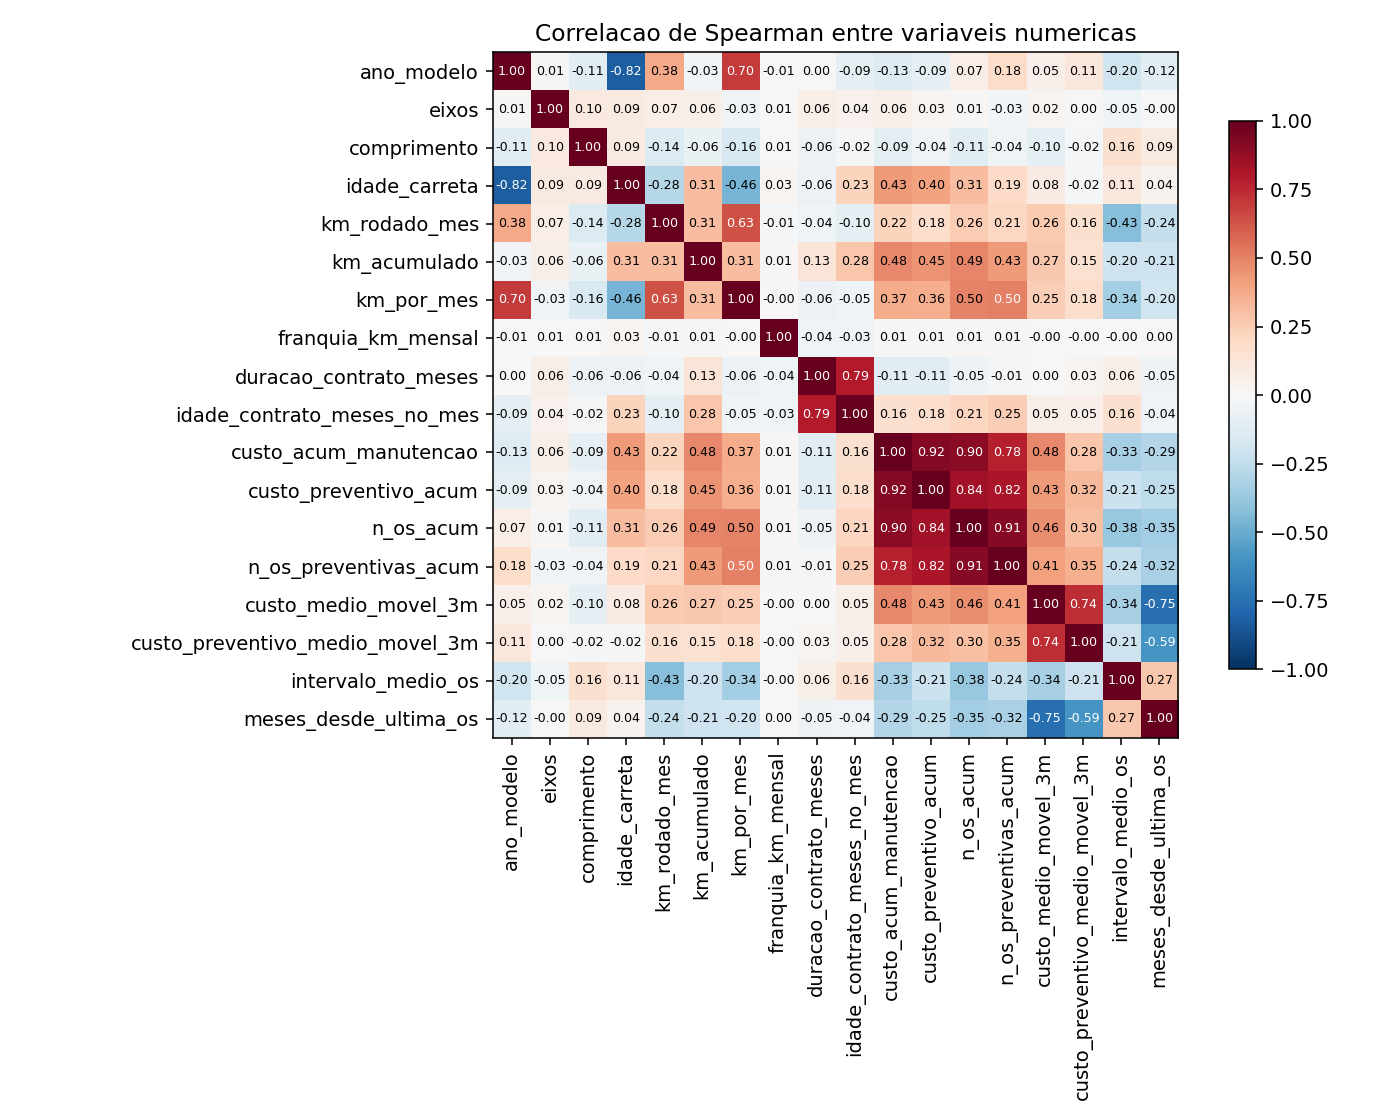 Correlacao de Spearman entre variaveis numericas
ano_modelo 1.00 0.01 -0.11 -0.82 0.38 -0.03 0.70 -0.01 0.00 -0.09 -0.13 -0.09 0.07 0.18 0.05 0.11 -0.20 -0.12
eixos 0.01 1.00 0.10 0.09 0.07 0.06 -0.03 0.01 0.06 0.04 0.06 0.03 0.01 -0.03 0.02 0.00 -0.05 -0.00
comprimento -0.11 0.10 1.00 0.09 -0.14 -0.06 -0.16 0.01 -0.06 -0.02 -0.09 -0.04 -0.11 -0.04 -0.10 -0.02 0.16 0.09
idade_carreta -0.82 0.09 0.09 1.00 -0.28 0.31 -0.46 0.03 -0.06 0.23 0.43 0.40 0.31 0.19 0.08 -0.02 0.11 0.04
km_rodado_mes 0.38 0.07 -0.14 -0.28 1.00 0.31 0.63 -0.01 -0.04 -0.10 0.22 0.18 0.26 0.21 0.26 0.16 -0.43 -0.24
km_acumulado -0.03 0.06 -0.06 0.31 0.31 1.00 0.31 0.01 0.13 0.28 0.48 0.45 0.49 0.43 0.27 0.15 -0.20 -0.21
km_por_mes 0.70 -0.03 -0.16 -0.46 0.63 0.31 1.00 -0.00 -0.06 -0.05 0.37 0.36 0.50 0.50 0.25 0.18 -0.34 -0.20
franquia_km_mensal -0.01 0.01 0.01 0.03 -0.01 0.01 -0.00 1.00 -0.04 -0.03 0.01 0.01 0.01 0.01 -0.00 -0.00 -0.00 0.00
duracao_contrato_meses 0.00 0.06 -0.06 -0.06 -0.04 0.13 -0.06 -0.04 1.00 0.79 -0.11 -0.11 -0.05 -0.01 0.00 0.03 0.06 -0.05
idade_contrato_meses_no_mes -0.09 0.04 -0.02 0.23 -0.10 0.28 -0.05 -0.03 0.79 1.00 0.16 0.18 0.21 0.25 0.05 0.05 0.16 -0.04
custo_acum_manutencao -0.13 0.06 -0.09 0.43 0.22 0.48 0.37 0.01 -0.11 0.16 1.00 0.92 0.90 0.78 0.48 0.28 -0.33 -0.29
custo_preventivo_acum -0.09 0.03 -0.04 0.40 0.18 0.45 0.36 0.01 -0.11 0.18 0.92 1.00 0.84 0.82 0.43 0.32 -0.21 -0.25
n_os_acum 0.07 0.01 -0.11 0.31 0.26 0.49 0.50 0.01 -0.05 0.21 0.90 0.84 1.00 0.91 0.46 0.30 -0.38 -0.35
n_os_preventivas_acum 0.18 -0.03 -0.04 0.19 0.21 0.43 0.50 0.01 -0.01 0.25 0.78 0.82 0.91 1.00 0.41 0.35 -0.24 -0.32
custo_medio_movel_3m 0.05 0.02 -0.10 0.08 0.26 0.27 0.25 -0.00 0.00 0.05 0.48 0.43 0.46 0.41 1.00 0.74 -0.34 -0.75
custo_preventivo_medio_movel_3m 0.11 0.00 -0.02 -0.02 0.16 0.15 0.18 -0.00 0.03 0.05 0.28 0.32 0.30 0.35 0.74 1.00 -0.21 -0.59
intervalo_medio_os -0.20 -0.05 0.16 0.11 -0.43 -0.20 -0.34 -0.00 0.06 0.16 -0.33 -0.21 -0.38 -0.24 -0.34 -0.21 1.00 0.27
meses_desde_ultima_os -0.12 -0.00 0.09 0.04 -0.24 -0.21 -0.20 0.00 -0.05 -0.04 -0.29 -0.25 -0.35 -0.32 -0.75 -0.59 0.27 1.00
ano_modelo
eixos
comprimento
idade_carreta
km_rodado_mes
km_acumulado
km_por_mes
franquia_km_mensal
duracao_contrato_meses
idade_contrato_meses_no_mes
custo_acum_manutencao
custo_preventivo_acum
n_os_acum
n_os_preventivas_acum
custo_medio_movel_3m
custo_preventivo_medio_movel_3m
intervalo_medio_os
meses_desde_ultima_os
1.00
0.75
0.50
0.25
0.00
−0.25
−0.50
−0.75
−1.00